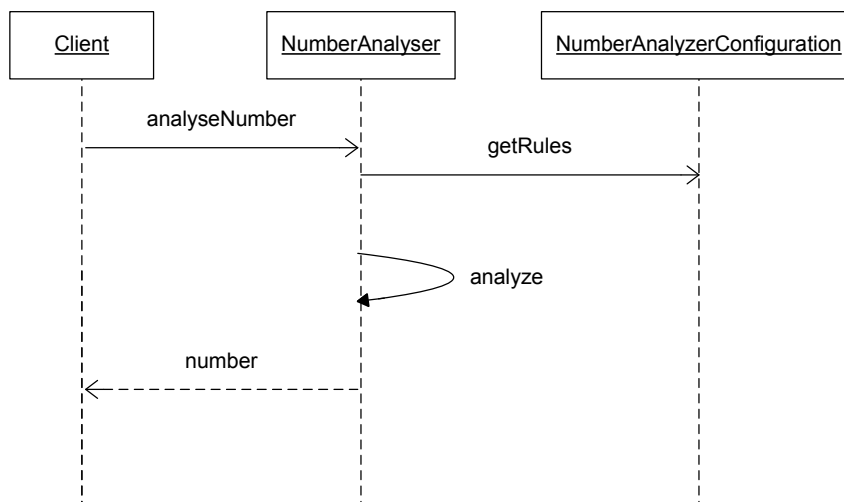 Client
NumberAnalyser
NumberAnalyzerConfiguration
analyseNumber
getRules
analyze
number